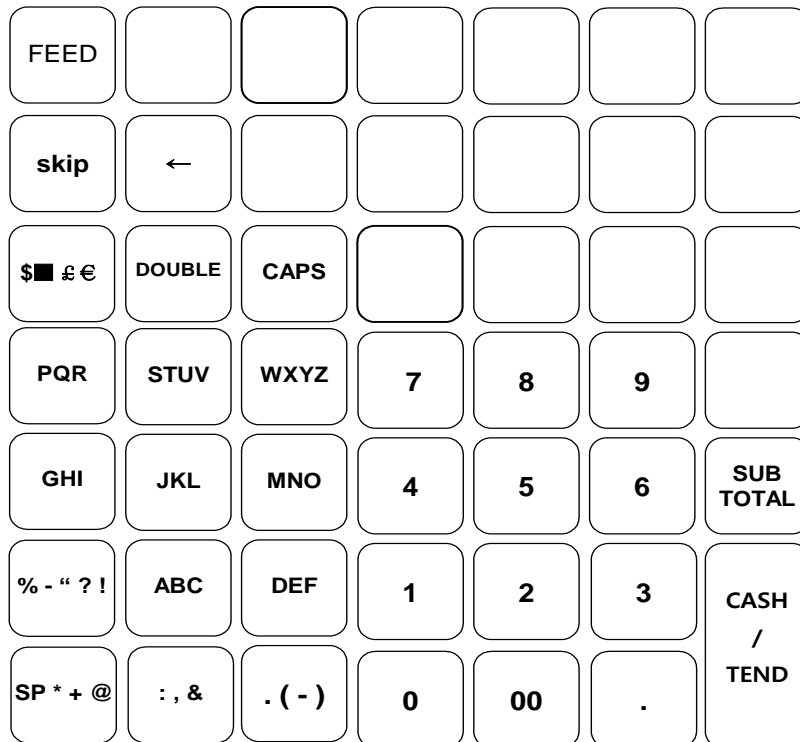 FEED
skip ←
$■ £ € DOUBLE CAPS
PQR STUV WXYZ 7 8 9
GHI JKL MNO 4 5 6 SUB
TOTAL
% - “ ? ! ABC DEF 1 2 3 CASH
/
TEND
SP * + @ : , & . ( - ) 0 00 .